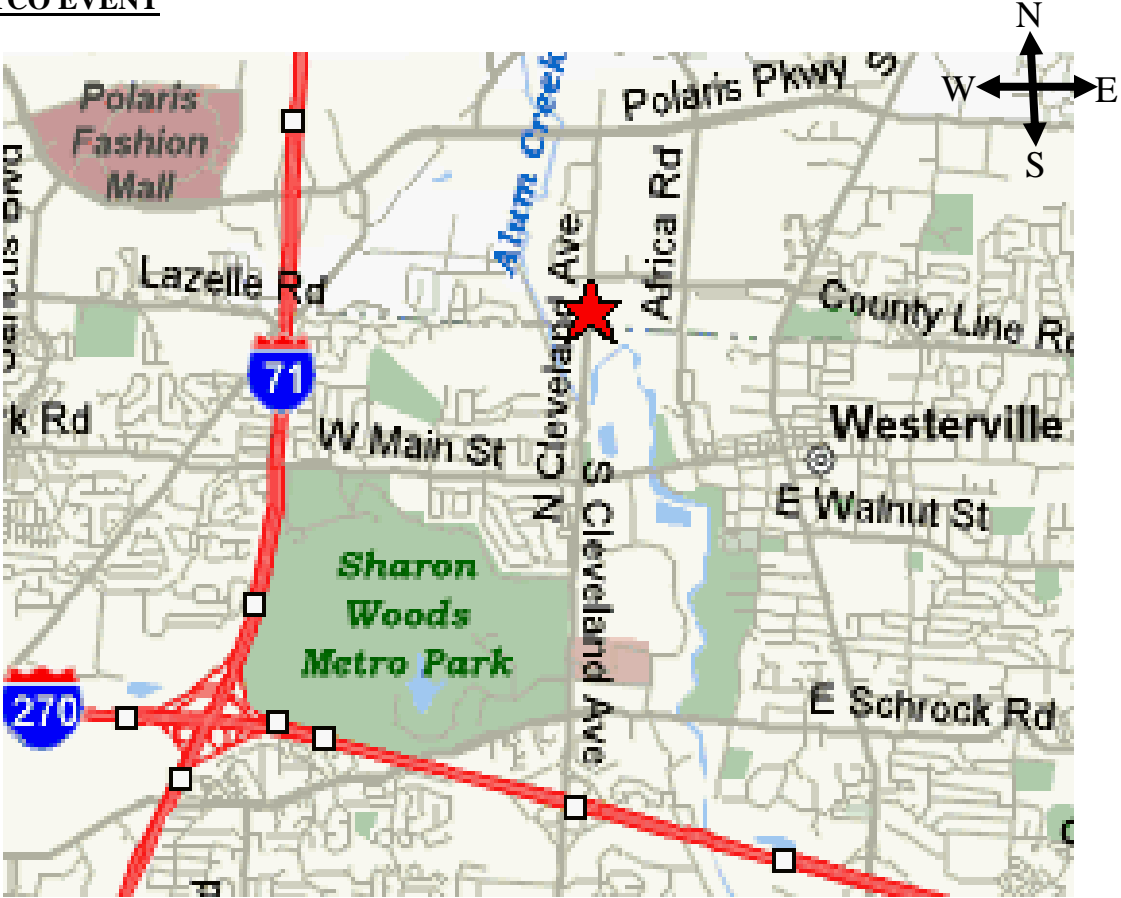 CO EVENT
N
W E
S
Polaris Pkwy
S
Polaris
Fashion
Mall
Alum Creek
Africa Rd
Lazelle Rd
County Line Rd
N Cleveland Ave
71
k Rd
W Main St
Westerville
S Cleveland Ave
E Walnut St
Sharon
Woods
Metro Park
270
E Schrock Rd